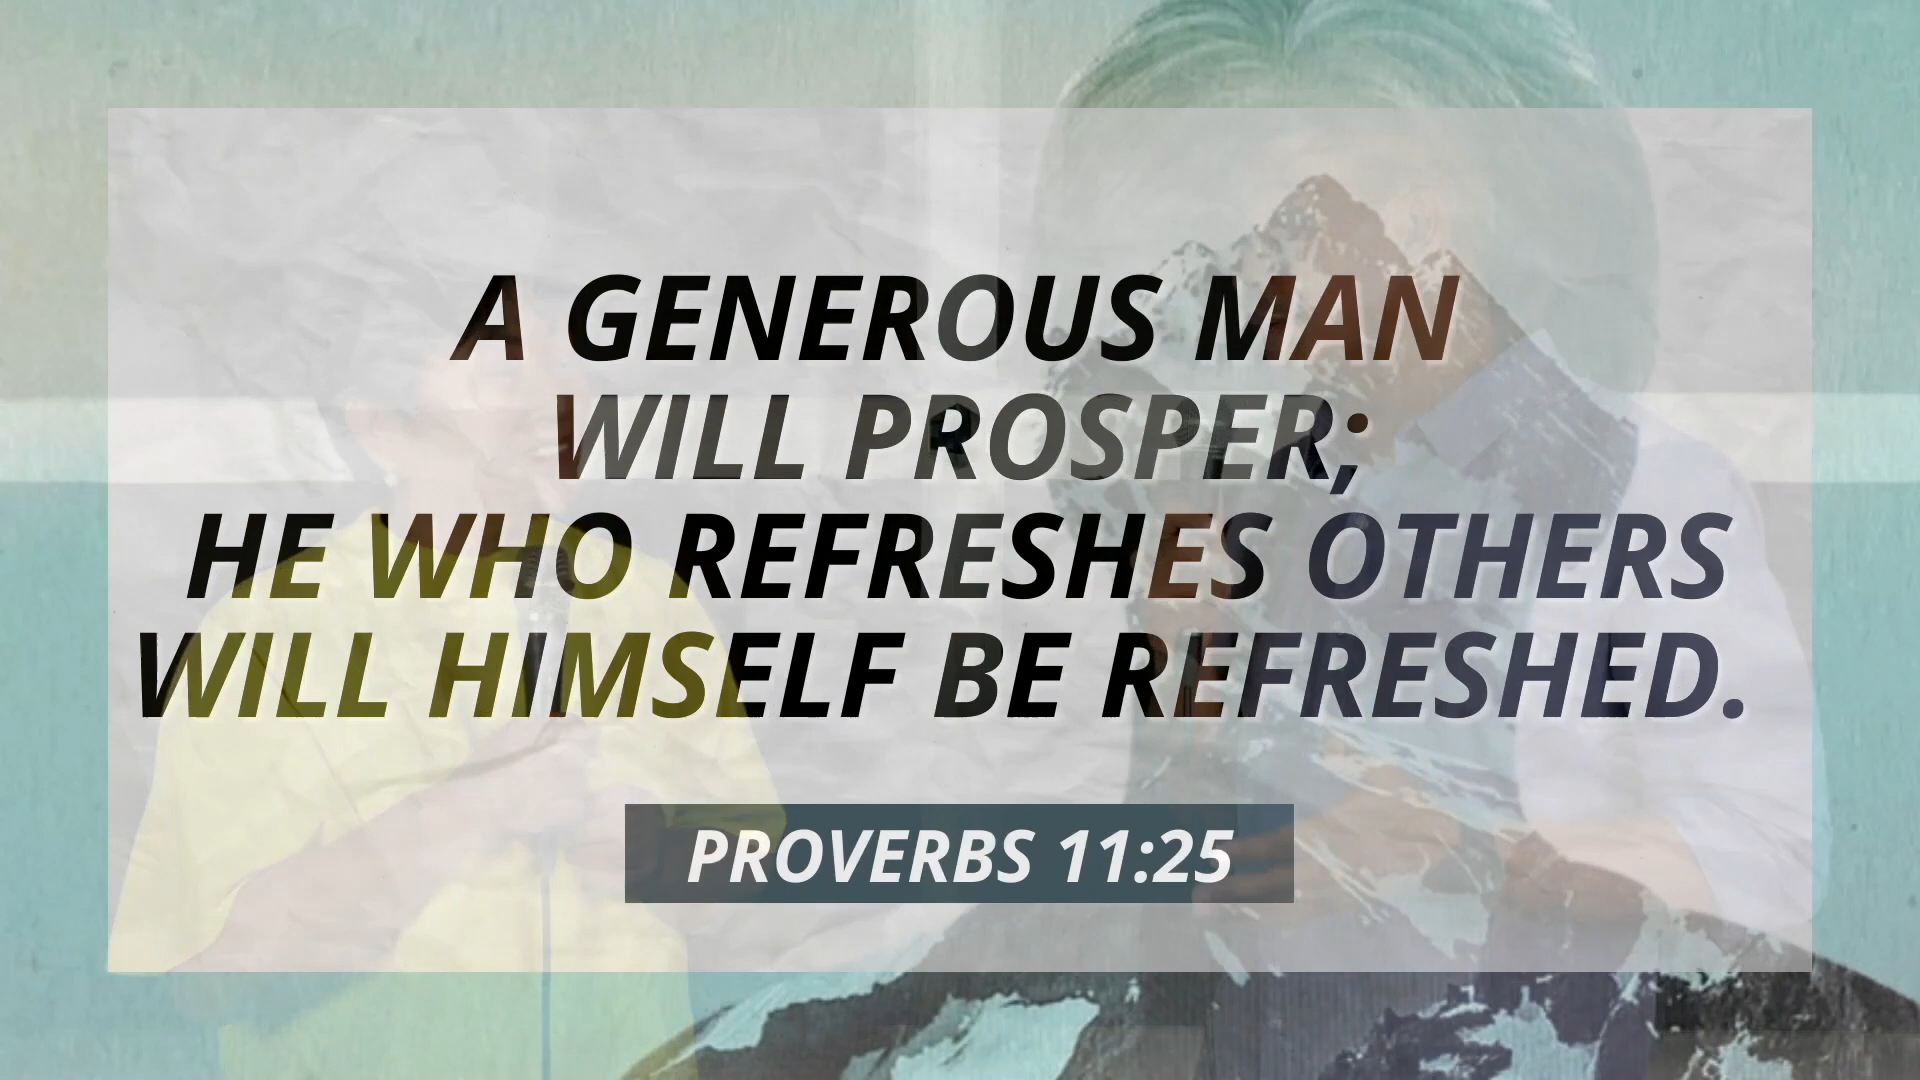 A GENEROUS MAN
WILL PROSPER;
HE WHO REFRESHES OTHERS
WILL HIMSELF BE REFRESHED.
PROVERBS 11:25